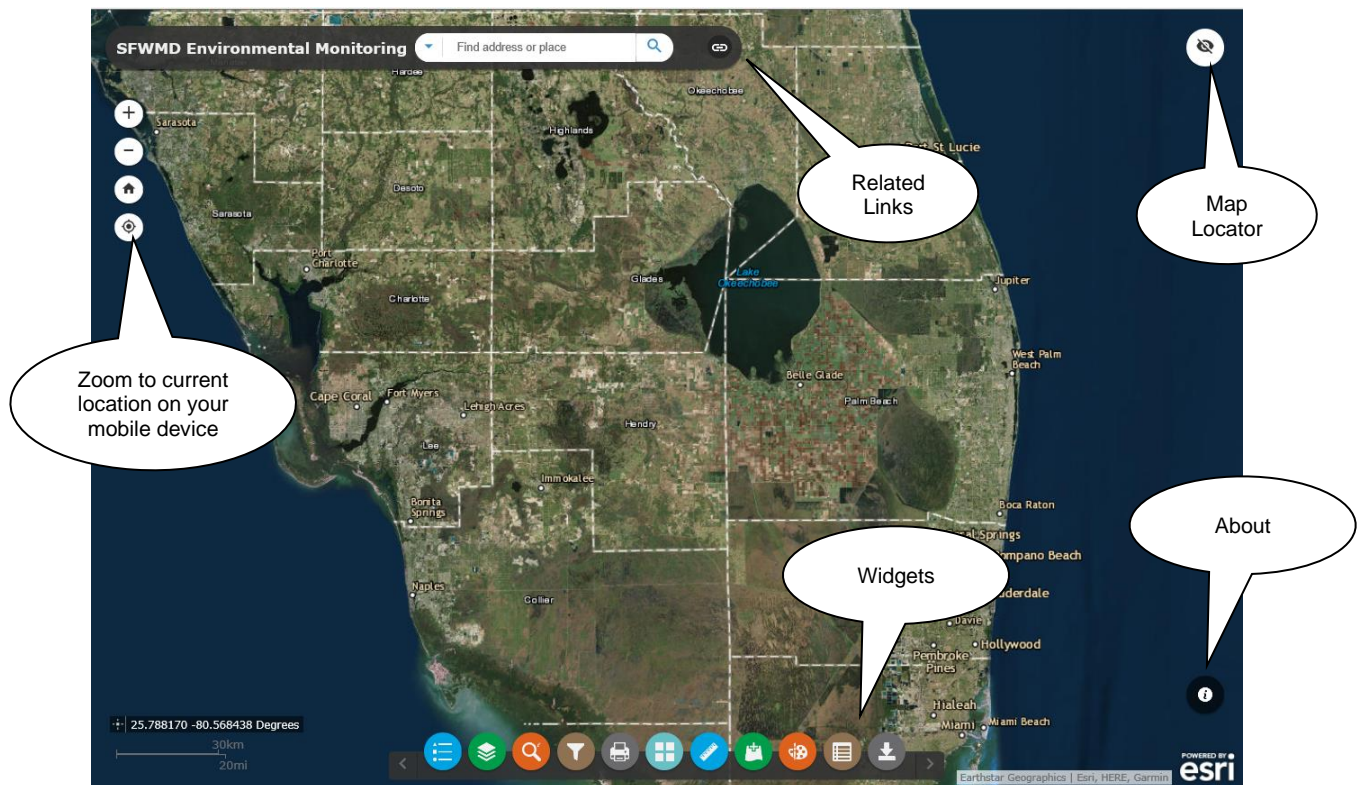 SFWMD Environmental Monitoring
Find address or place
Related
Links
Map
Locator
Zoom to current
location on your
mobile device
About
Widgets
Hardee
Okeechobee
Sarasota
Highlands
Port St Lucie
Desoto
Sarasota
Port
Charlotte
Glades
Lake
Okeechobee
Jupiter
Charlotte
West Palm
Beach
Belle Glade
Cape Coral
Fort Myers
Lehigh Acres
Palm Beach
Hendry
Lee
Immokalee
Bonita
Springs
Boca Raton
Springs
Beach
Naples
Collier
Davie
Hollywood
Pembroke
Pines
Hialeah
Miami
Miami Beach
25.788170 -80.568438 Degrees
30km
20mi
POWERED BY
esri
Earthstar Geographics | Esri, HERE, Garmin